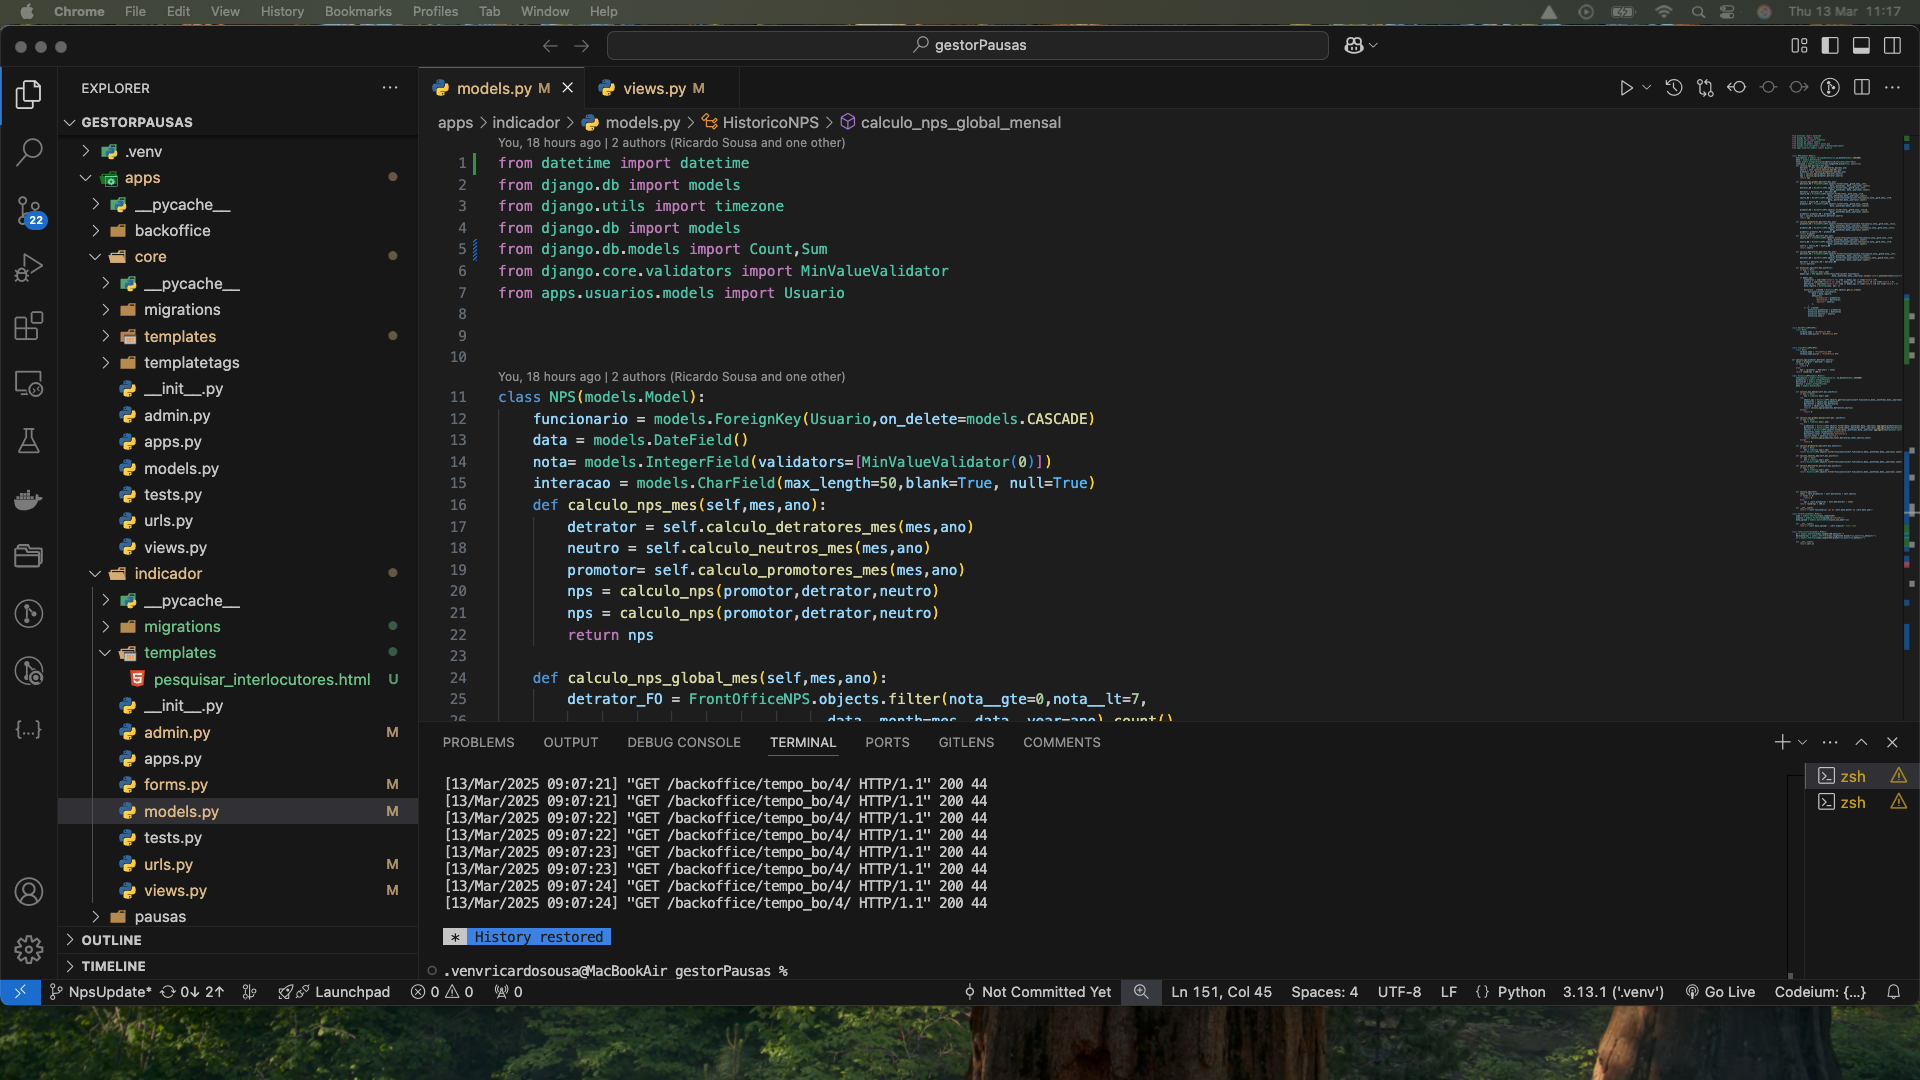 Chrome File Edit View History Bookmarks Profiles Tab Window Help Thu 13 Mar 11:17
gestorPausas
EXPLORER
GESTORPAUSAS
.venv
apps
__pycache__
backoffice
core
__pycache__
migrations
templates
templatetags
__init__.py
admin.py
apps.py
models.py
tests.py
urls.py
views.py
indicador
__pycache__
migrations
templates
pesquisar_interlocutores.html U
__init__.py
admin.py M
apps.py
forms.py M
models.py M
tests.py
urls.py M
views.py M
pausas
OUTLINE
TIMELINE
22
models.py M views.py M
apps > indicador > models.py > HistoricoNPS > calculo_nps_global_mensal
You, 18 hours ago | 2 authors (Ricardo Sousa and one other)
1 from datetime import datetime
2 from django.db import models
3 from django.utils import timezone
4 from django.db import models
5 from django.db.models import Count,Sum
6 from django.core.validators import MinValueValidator
7 from apps.usuarios.models import Usuario
8
9
10
You, 18 hours ago | 2 authors (Ricardo Sousa and one other)
11 class NPS(models.Model):
12 funcionario = models.ForeignKey(Usuario,on_delete=models.CASCADE)
13 data = models.DateField()
14 nota= models.IntegerField(validators=[MinValueValidator(0)])
15 interacao = models.CharField(max_length=50,blank=True, null=True)
16 def calculo_nps_mes(self,mes,ano):
17 detrator = self.calculo_detratores_mes(mes,ano)
18 neutro = self.calculo_neutros_mes(mes,ano)
19 promotor= self.calculo_promotores_mes(mes,ano)
20 nps = calculo_nps(promotor,detrator,neutro)
21 nps = calculo_nps(promotor,detrator,neutro)
22 return nps
23
24 def calculo_nps_global_mes(self,mes,ano):
25 detrator_FO = FrontOfficeNPS.objects.filter(nota__gte=0,nota__lt=7,
26 data__month=mes, data__year=ano).count()
PROBLEMS OUTPUT DEBUG CONSOLE TERMINAL PORTS GITLENS COMMENTS
[13/Mar/2025 09:07:21] "GET /backoffice/tempo_bo/4/ HTTP/1.1" 200 44
[13/Mar/2025 09:07:21] "GET /backoffice/tempo_bo/4/ HTTP/1.1" 200 44
[13/Mar/2025 09:07:22] "GET /backoffice/tempo_bo/4/ HTTP/1.1" 200 44
[13/Mar/2025 09:07:22] "GET /backoffice/tempo_bo/4/ HTTP/1.1" 200 44
[13/Mar/2025 09:07:23] "GET /backoffice/tempo_bo/4/ HTTP/1.1" 200 44
[13/Mar/2025 09:07:23] "GET /backoffice/tempo_bo/4/ HTTP/1.1" 200 44
[13/Mar/2025 09:07:24] "GET /backoffice/tempo_bo/4/ HTTP/1.1" 200 44
[13/Mar/2025 09:07:24] "GET /backoffice/tempo_bo/4/ HTTP/1.1" 200 44
* History restored
.venvricardosousa@MacBookAir gestorPausas %
zsh
zsh
NpsUpdate* 0↓ 2↑ Launchpad 0 0 0 Not Committed Yet Ln 151, Col 45 Spaces: 4 UTF-8 LF {} Python 3.13.1 ('.venv') Go Live Codeium: {...}